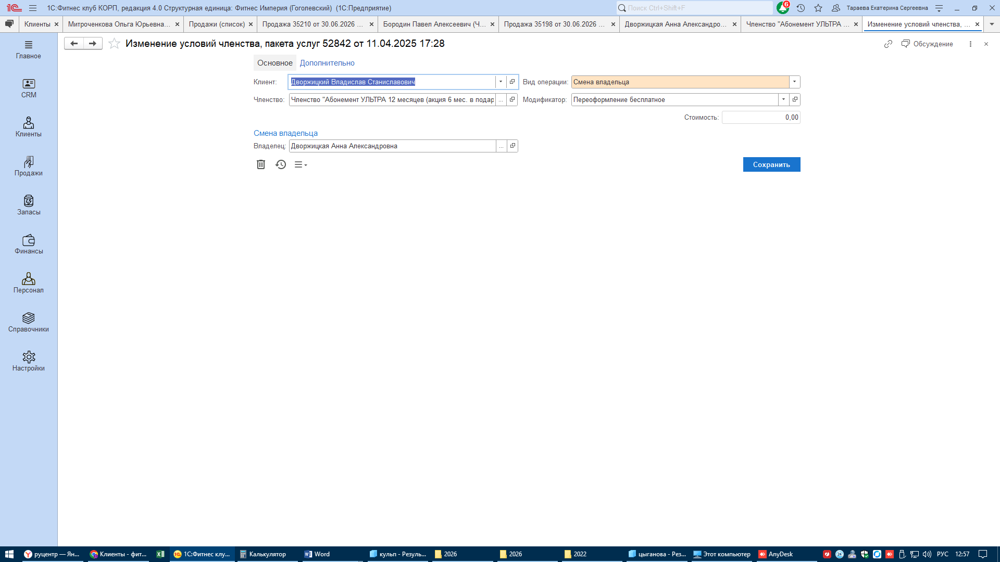 1С:Фитнес клуб КОРП, редакция 4.0 Структурная единица: Фитнес Империя (Гоголевский) (1С:Предприятие)
Поиск Ctrl+Shift+F
6
Тараева Екатерина Сергеевна
Клиенты
Митроченкова Ольга Юрьевна...
Продажи (список)
Продажа 35210 от 30.06.2026 ...
Бородин Павел Алексеевич (Ч...
Продажа 35198 от 30.06.2026 ...
Дворжицкая Анна Александро...
Членство "Абонемент УЛЬТРА ...
Изменение условий членства, ...
Главное
CRM
Клиенты
Продажи
Запасы
Финансы
Персонал
Справочники
Настройки
Изменение условий членства, пакета услуг 52842 от 11.04.2025 17:28
Обсуждение
Основное
Дополнительно
Клиент:
Дворжицкий Владислав Станиславович
Вид операции:
Смена владельца
Членство:
Членство "Абонемент УЛЬТРА 12 месяцев (акция 6 мес. в подар
...
Модификатор:
Переоформление бесплатное
Стоимость:
0,00
Смена владельца
Владелец:
Дворжицкая Анна Александровна
...
Сохранить
руцентр — Ян...
Клиенты - фит...
1С:Фитнес клу...
Калькулятор
Word
кульп - Резуль...
2026
2026
2022
цыганова - Рез...
Этот компьютер
AnyDesk
24
РУС
12:57